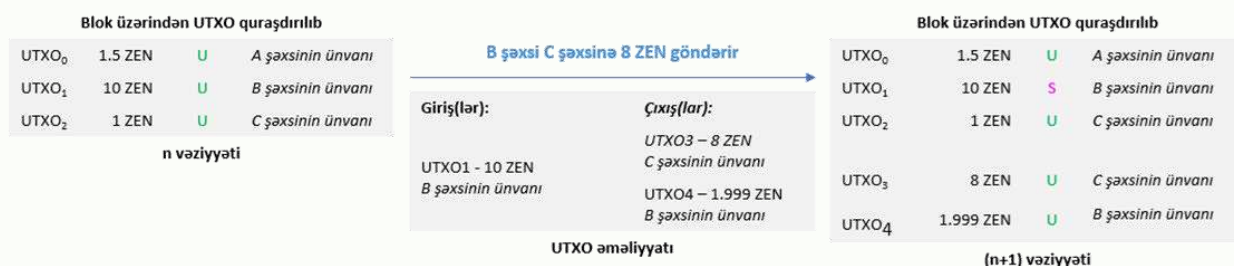 Blok üzərindən UTXO quraşdırılıb
UTXO₀ 1.5 ZEN U A şəxsinin ünvanı
UTXO₁ 10 ZEN U B şəxsinin ünvanı
UTXO₂ 1 ZEN U C şəxsinin ünvanı
n vəziyyəti
B şəxsi C şəxsinə 8 ZEN göndərir
Giriş(lər):
UTXO1 - 10 ZEN
B şəxsinin ünvanı
Çıxış(lar):
UTXO3 – 8 ZEN
C şəxsinin ünvanı
UTXO4 – 1.999 ZEN
B şəxsinin ünvanı
UTXO əməliyyatı
Blok üzərindən UTXO quraşdırılıb
UTXO₀ 1.5 ZEN U A şəxsinin ünvanı
UTXO₁ 10 ZEN S B şəxsinin ünvanı
UTXO₂ 1 ZEN U C şəxsinin ünvanı
UTXO₃ 8 ZEN U C şəxsinin ünvanı
UTXO4 1.999 ZEN U B şəxsinin ünvanı
(n+1) vəziyyəti